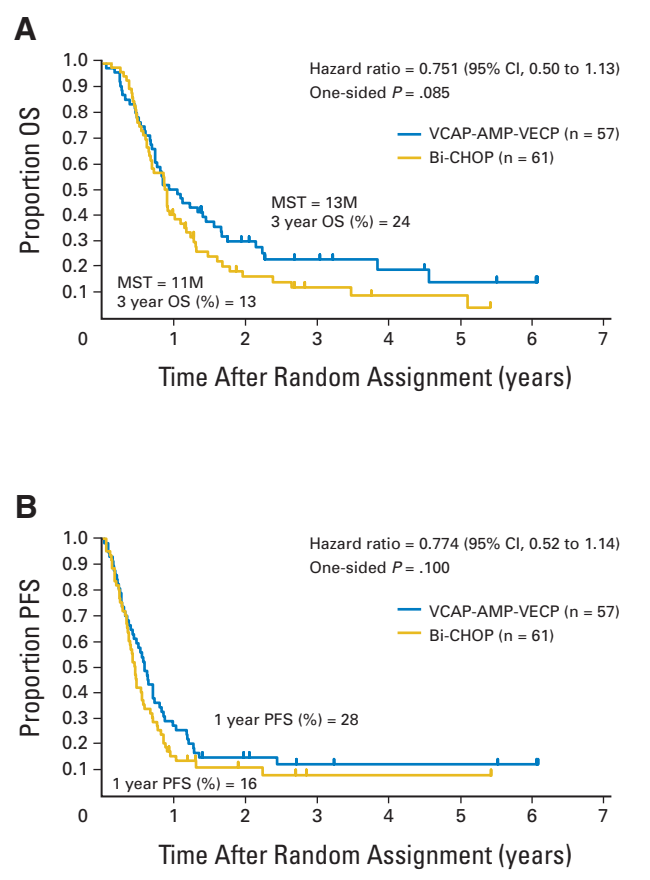 A
Hazard ratio = 0.751 (95% CI, 0.50 to 1.13)
One-sided P = .085
VCAP-AMP-VECP (n = 57)
Bi-CHOP (n = 61)
Proportion OS
1.0
0.9
0.8
0.7
0.6
0.5
0.4
0.3
0.2
0.1
MST = 13M
3 year OS (%) = 24
MST = 11M
3 year OS (%) = 13
0 1 2 3 4 5 6 7
Time After Random Assignment (years)
B
Hazard ratio = 0.774 (95% CI, 0.52 to 1.14)
One-sided P = .100
VCAP-AMP-VECP (n = 57)
Bi-CHOP (n = 61)
Proportion PFS
1.0
0.9
0.8
0.7
0.6
0.5
0.4
0.3
0.2
0.1
1 year PFS (%) = 28
1 year PFS (%) = 16
0 1 2 3 4 5 6 7
Time After Random Assignment (years)